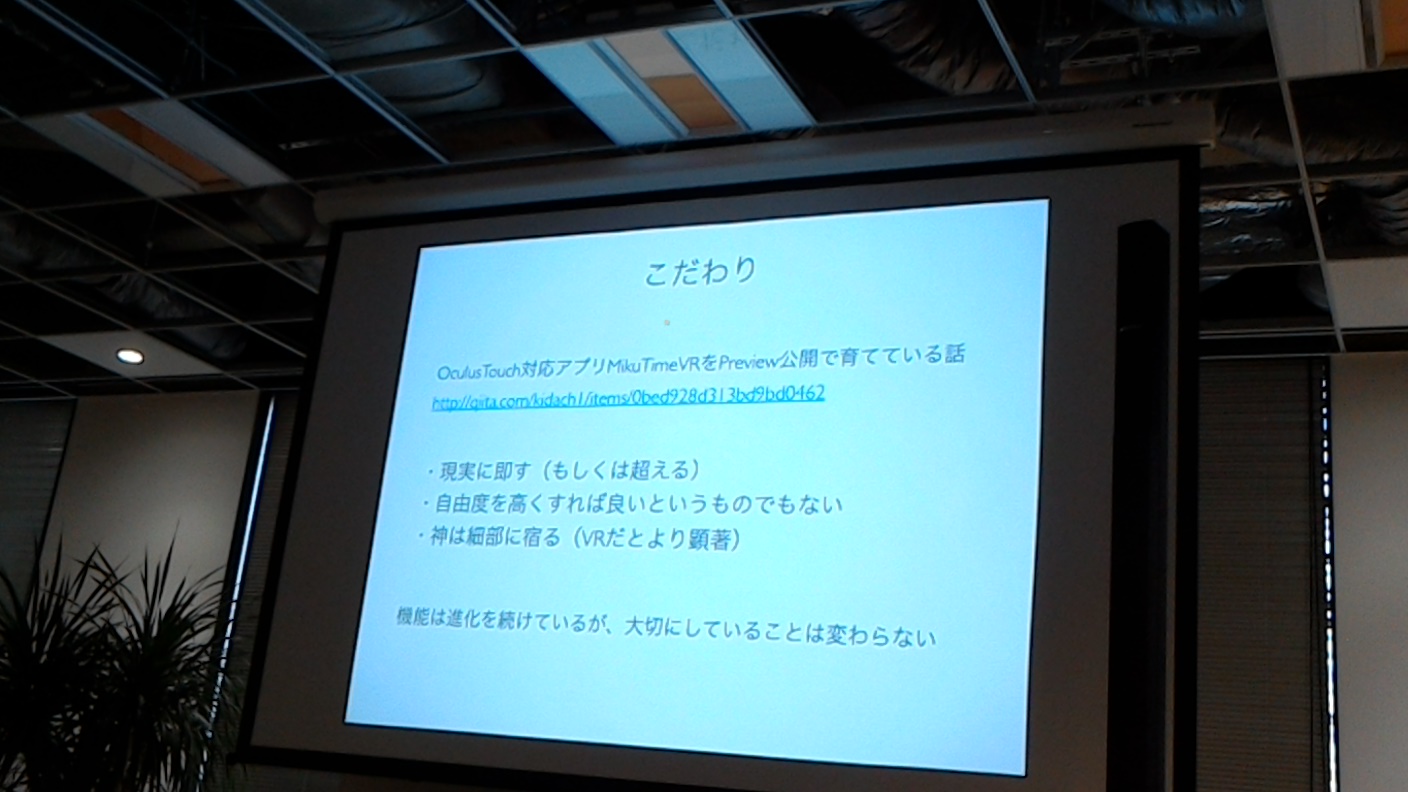 こだわり
OculusTouch対応アプリMikuTimeVRをPreview公開で育てている話
http://qiita.com/kidach1/items/0bed928d313bd9bd0462
・現実に即す（もしくは超える）
・自由度を高くすれば良いというものでもない
・神は細部に宿る（VRだとより顕著）
機能は進化を続けているが、大切にしていることは変わらない